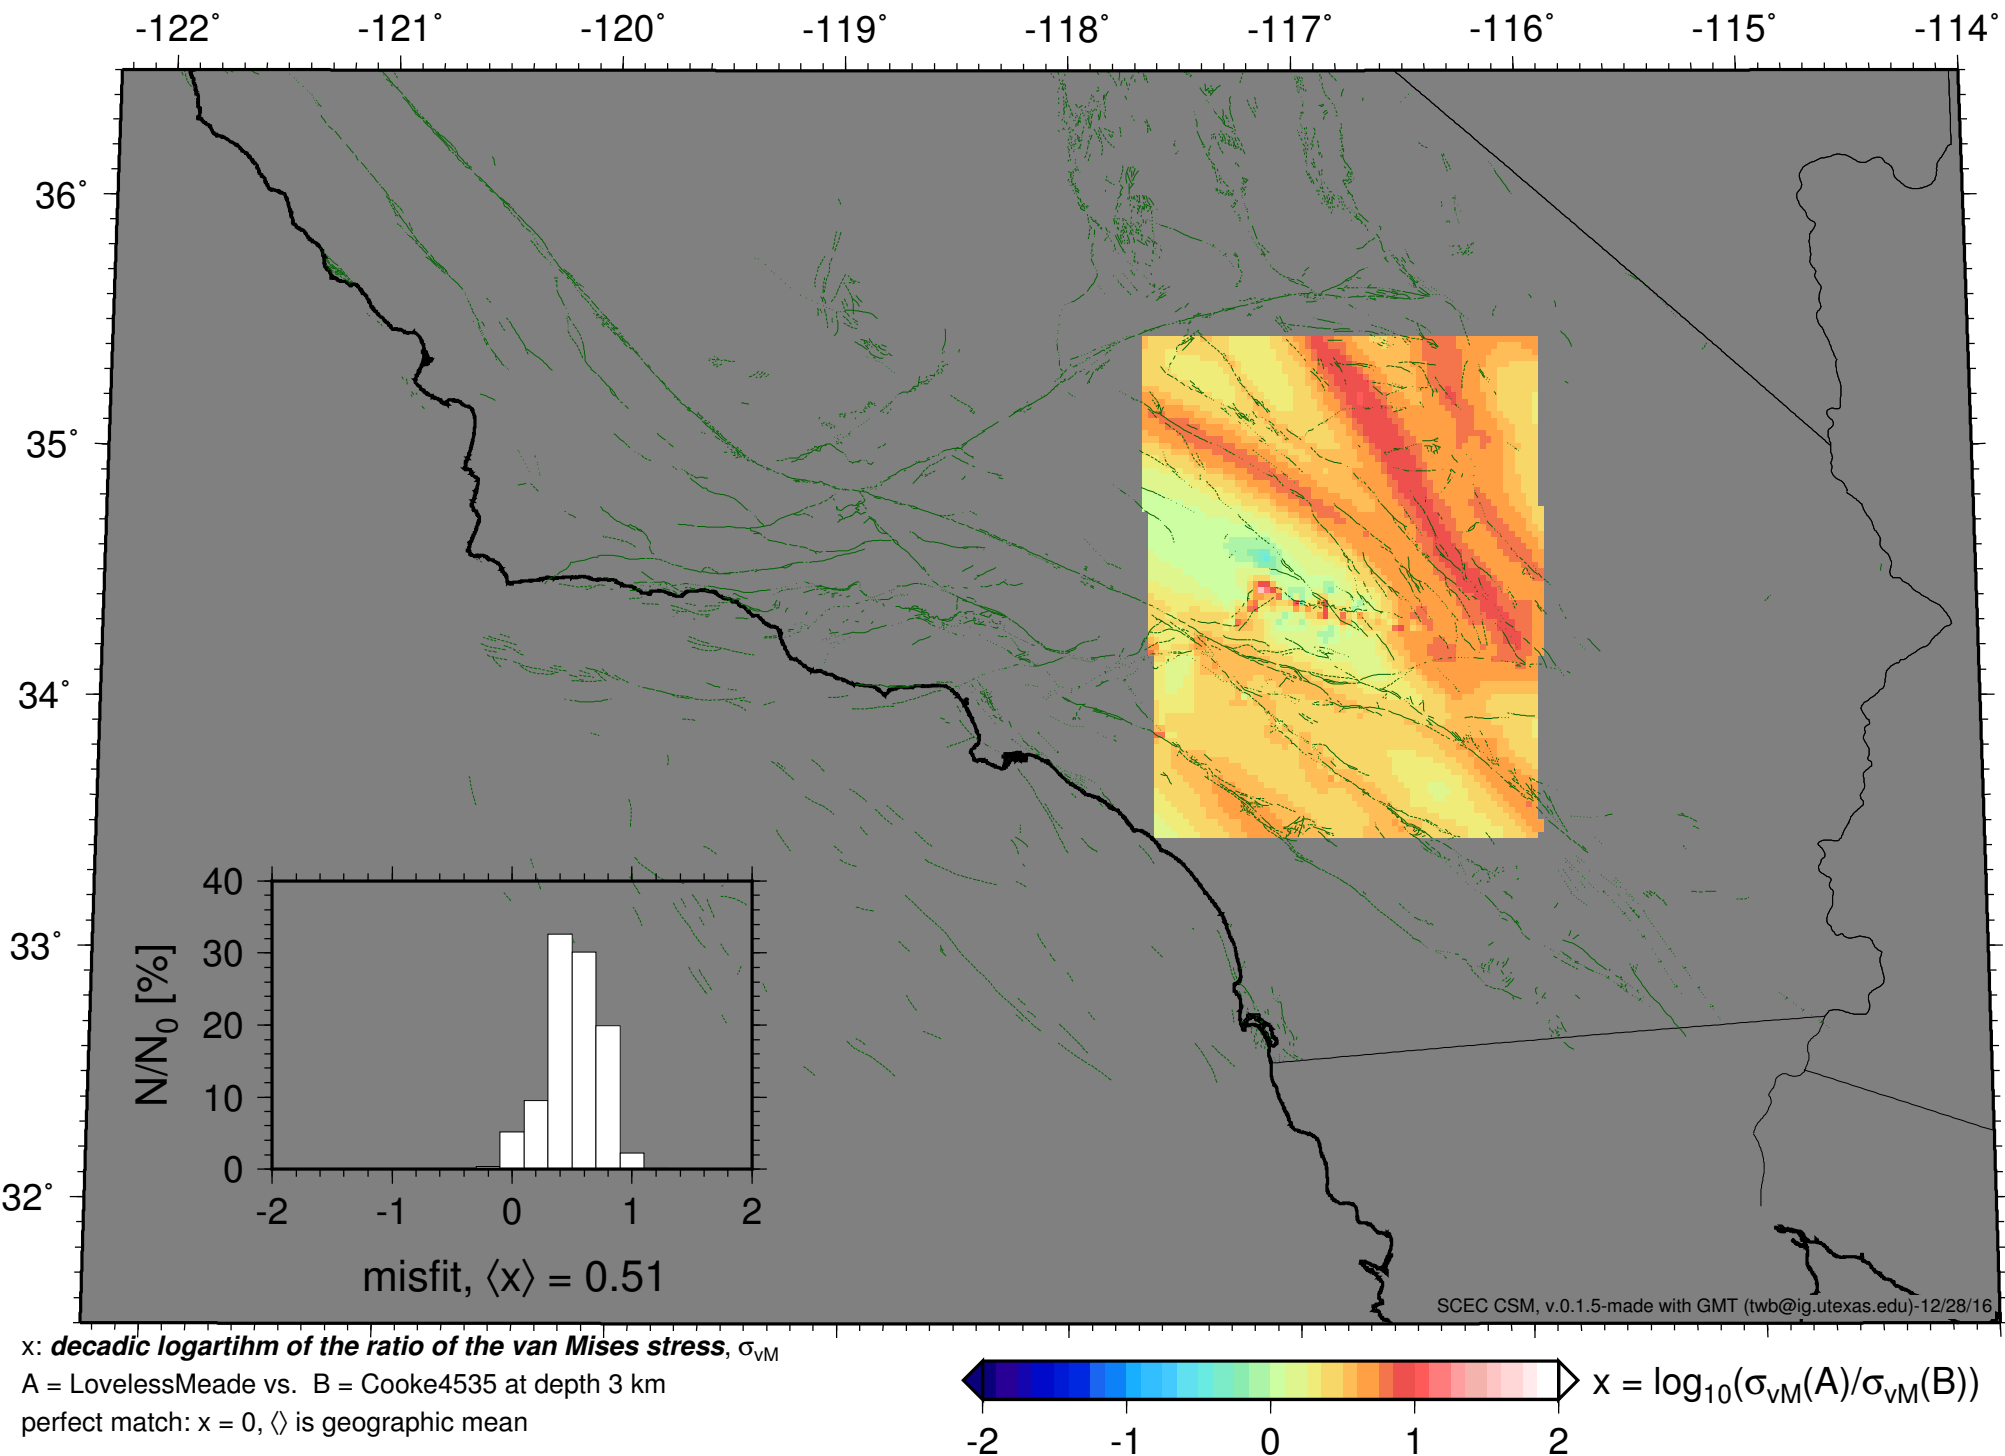 -122° -121° -120° -119° -118° -117° -116° -115° -114°
36°
35°
34°
33°
32°
40
30
20
10
0
N/N0 [%]
-2 -1 0 1 2
misfit, ⟨x⟩ = 0.51
SCEC CSM, v.0.1.5-made with GMT (twb@ig.utexas.edu)-12/28/16
x: decadic logartihm of the ratio of the van Mises stress, σvM
A = LovelessMeade vs. B = Cooke4535 at depth 3 km
perfect match: x = 0, ⟨⟩ is geographic mean
x = log10(σvM(A)/σvM(B))
-2 -1 0 1 2